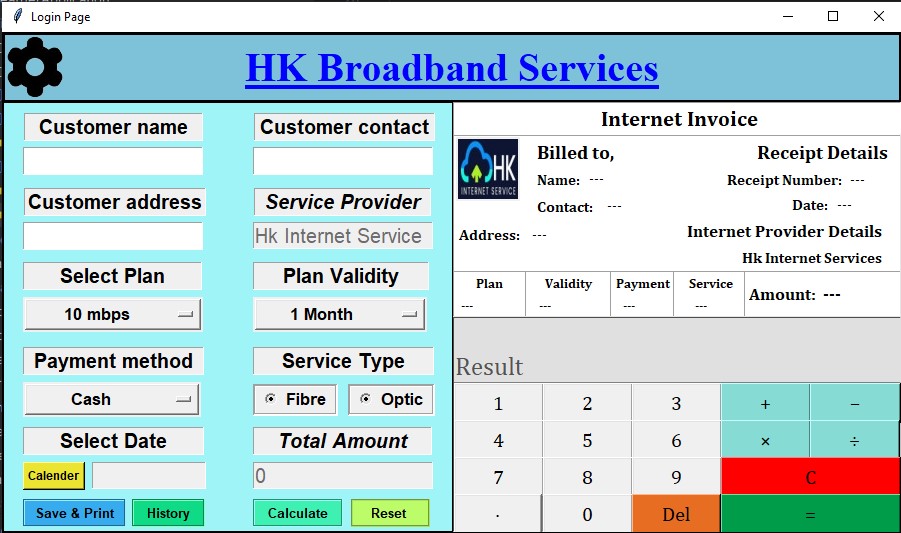 Login Page
HK Broadband Services
Customer name
Customer contact
Customer address
Service Provider
Hk Internet Service
Select Plan
Plan Validity
10 mbps
1 Month
Payment method
Service Type
Cash
Fibre
Optic
Select Date
Total Amount
Calender
0
Save & Print
History
Calculate
Reset
Internet Invoice
HK
INTERNET SERVICE
Billed to,
Receipt Details
Name: ---
Receipt Number: ---
Contact: ---
Date: ---
Address: ---
Internet Provider Details
Hk Internet Services
Plan Validity Payment Service
Amount: ---
--- --- --- ---
Result
1 2 3 + −
4 5 6 × ÷
7 8 9 C
. 0 Del =